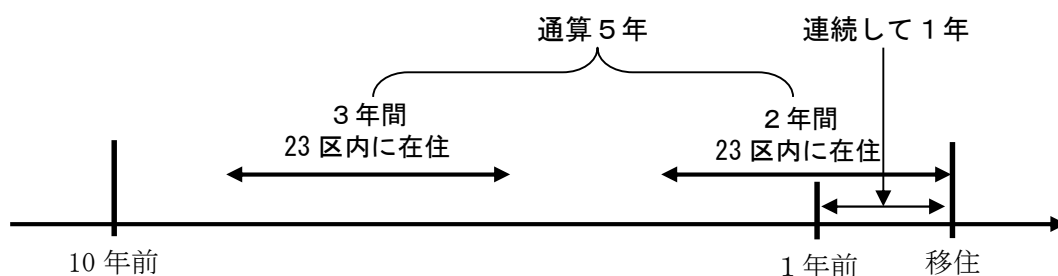 通算５年
連続して１年
３年間
23 区内に在住
２年間
23 区内に在住
10 年前
１年前
移住